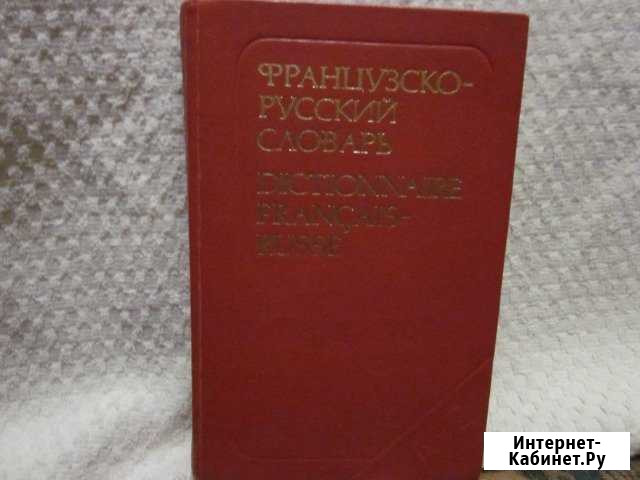 ФРАНЦУЗСКО-
РУССКИЙ
СЛОВАРЬ
DICTIONNAIRE
FRANÇAIS-
RUSSE
Интернет-
Кабинет.Ру